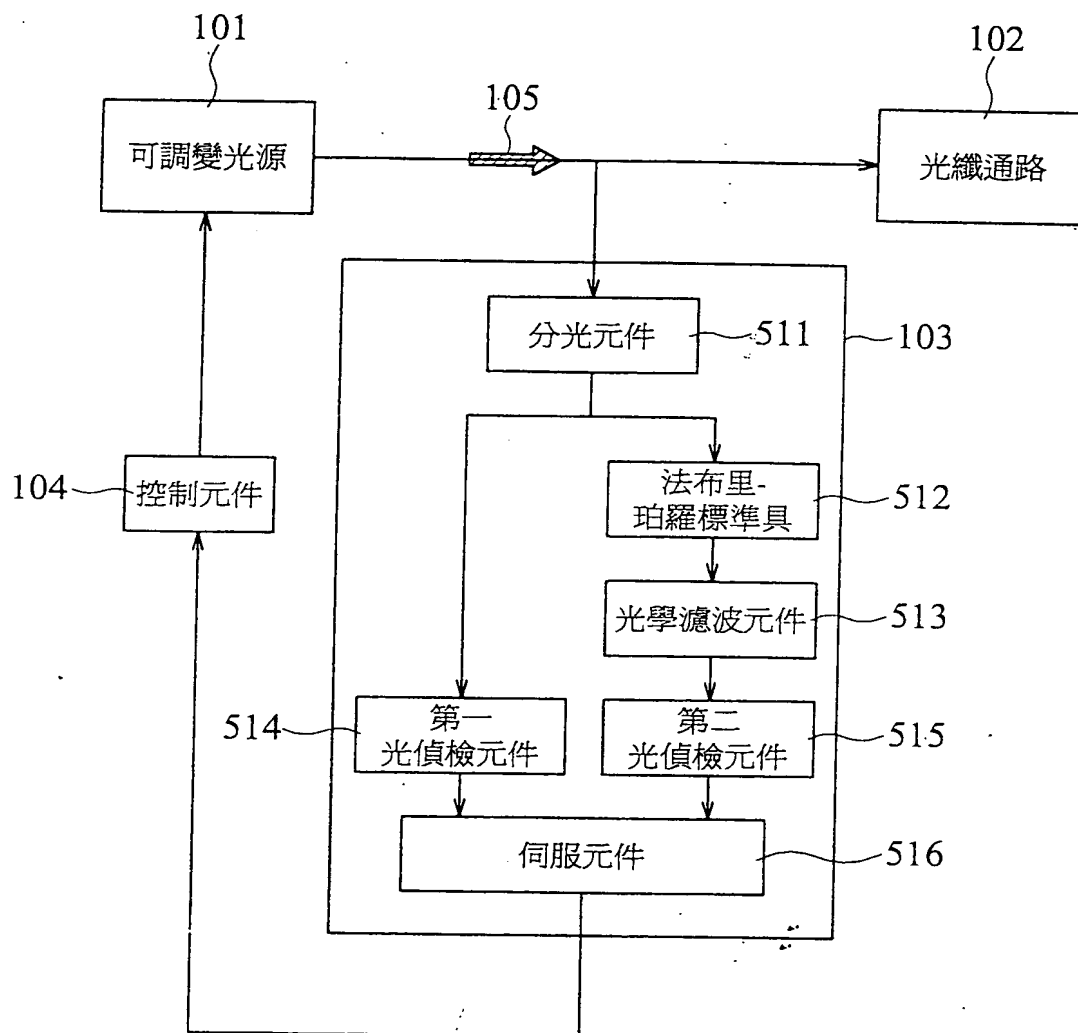 101
102
105
可調變光源
光纖通路
分光元件
511
103
104
控制元件
法布里-
珀羅標準具
512
光學濾波元件
513
514
第一
光偵檢元件
第二
光偵檢元件
515
伺服元件
516